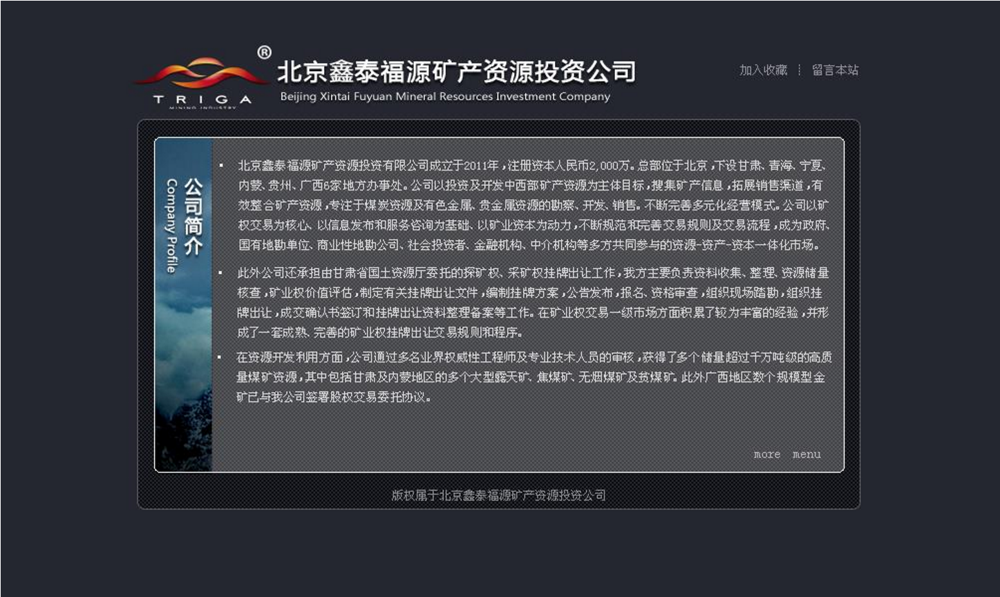 ®
北京鑫泰福源矿产资源投资公司
Beijing Xintai Fuyuan Mineral Resources Investment Company
TRIGA
MINING INDUSTRY
加入收藏 ┊ 留言本站
公司简介
Company Profile
▪ 北京鑫泰福源矿产资源投资有限公司成立于2011年,注册资本人民币2,000万。总部位于北京,下设甘肃、青海、宁夏、
内蒙、贵州、广西6家地方办事处。公司以投资及开发中西部矿产资源为主体目标,搜集矿产信息,拓展销售渠道,有
效整合矿产资源,专注于煤炭资源及有色金属、贵金属资源的勘察、开发、销售。不断完善多元化经营模式。公司以矿
权交易为核心、以信息发布和服务咨询为基础、以矿业资本为动力,不断规范和完善交易规则及交易流程,成为政府、
国有地勘单位、商业性地勘公司、社会投资者、金融机构、中介机构等多方共同参与的资源-资产-资本一体化市场。
▪ 此外公司还承担由甘肃省国土资源厅委托的探矿权、采矿权挂牌出让工作,我方主要负责资料收集、整理、资源储量
核查,矿业权价值评估,制定有关挂牌出让文件,编制挂牌方案,公告发布,报名、资格审查,组织现场踏勘,组织挂
牌出让,成交确认书签订和挂牌出让资料整理备案等工作。在矿业权交易一级市场方面积累了较为丰富的经验,并形
成了一套成熟、完善的矿业权挂牌出让交易规则和程序。
▪ 在资源开发利用方面,公司通过多名业界权威性工程师及专业技术人员的审核,获得了多个储量超过千万吨级的高质
量煤矿资源,其中包括甘肃及内蒙地区的多个大型露天矿、焦煤矿、无烟煤矿及贫煤矿。此外广西地区数个规模型金
矿已与我公司签署股权交易委托协议。
more menu
版权属于北京鑫泰福源矿产资源投资公司